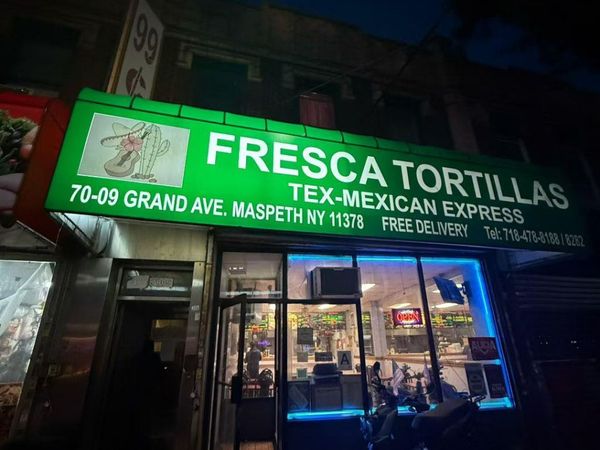 99
FRESCA TORTILLAS
TEX-MEXICAN EXPRESS
70-09 GRAND AVE. MASPETH NY 11378 FREE DELIVERY Tel: 718-478-8188 / 8282
OPEN
A